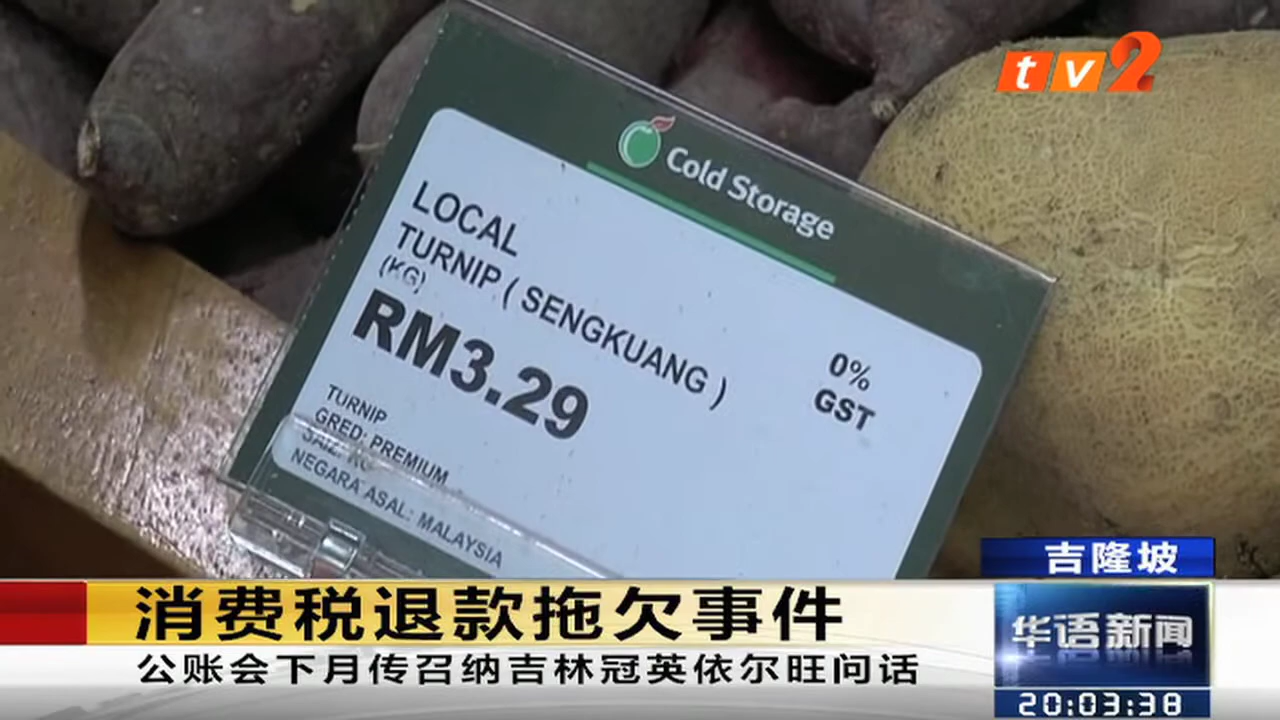 tv2
Cold Storage
LOCAL
TURNIP ( SENGKUANG )
(KG)
RM3.29
0%
GST
TURNIP
GRED: PREMIUM
SAIZ: KG
NEGARA ASAL: MALAYSIA
吉隆坡
消费税退款拖欠事件
公账会下月传召纳吉林冠英依尔旺问话
华语新闻
20:03:38